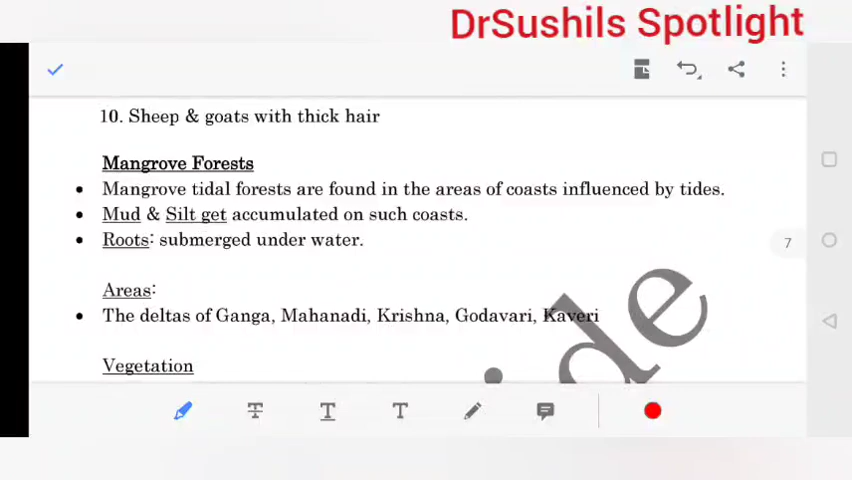 DrSushils Spotlight
10. Sheep & goats with thick hair
Mangrove Forests
• Mangrove tidal forests are found in the areas of coasts influenced by tides.
• Mud & Silt get accumulated on such coasts.
• Roots: submerged under water.
7
Areas:
• The deltas of Ganga, Mahanadi, Krishna, Godavari, Kaveri
Vegetation
T T T